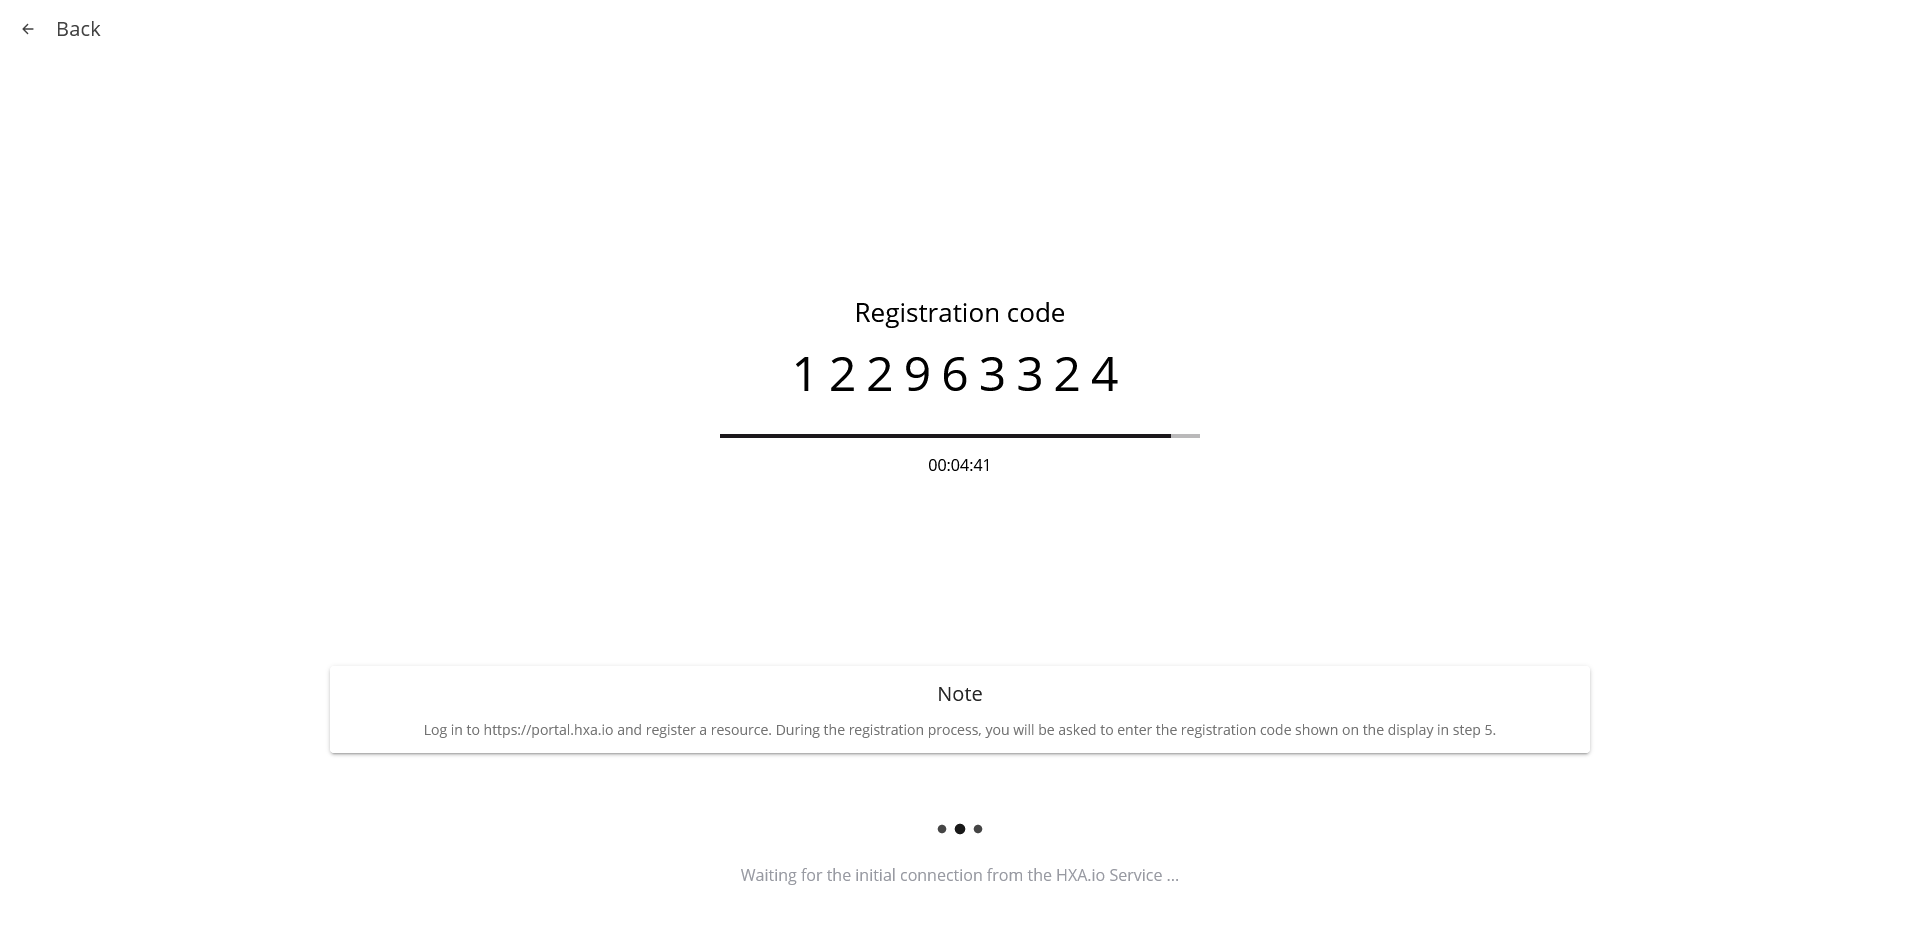 Back
Registration code
1 2 2 9 6 3 3 2 4
00:04:41
Note
Log in to https://portal.hxa.io and register a resource. During the registration process, you will be asked to enter the registration code shown on the display in step 5.
Waiting for the initial connection from the HXA.io Service ...